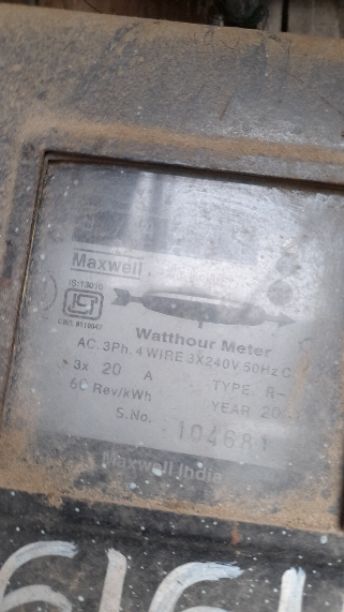 Maxwell
IS:13010
Watthour Meter
AC. 3Ph. 4 WIRE 3X240V 50Hz C
3x 20 A TYPE. R-
60 Rev/kWh YEAR 20
S.No. 104681
Maxwell India